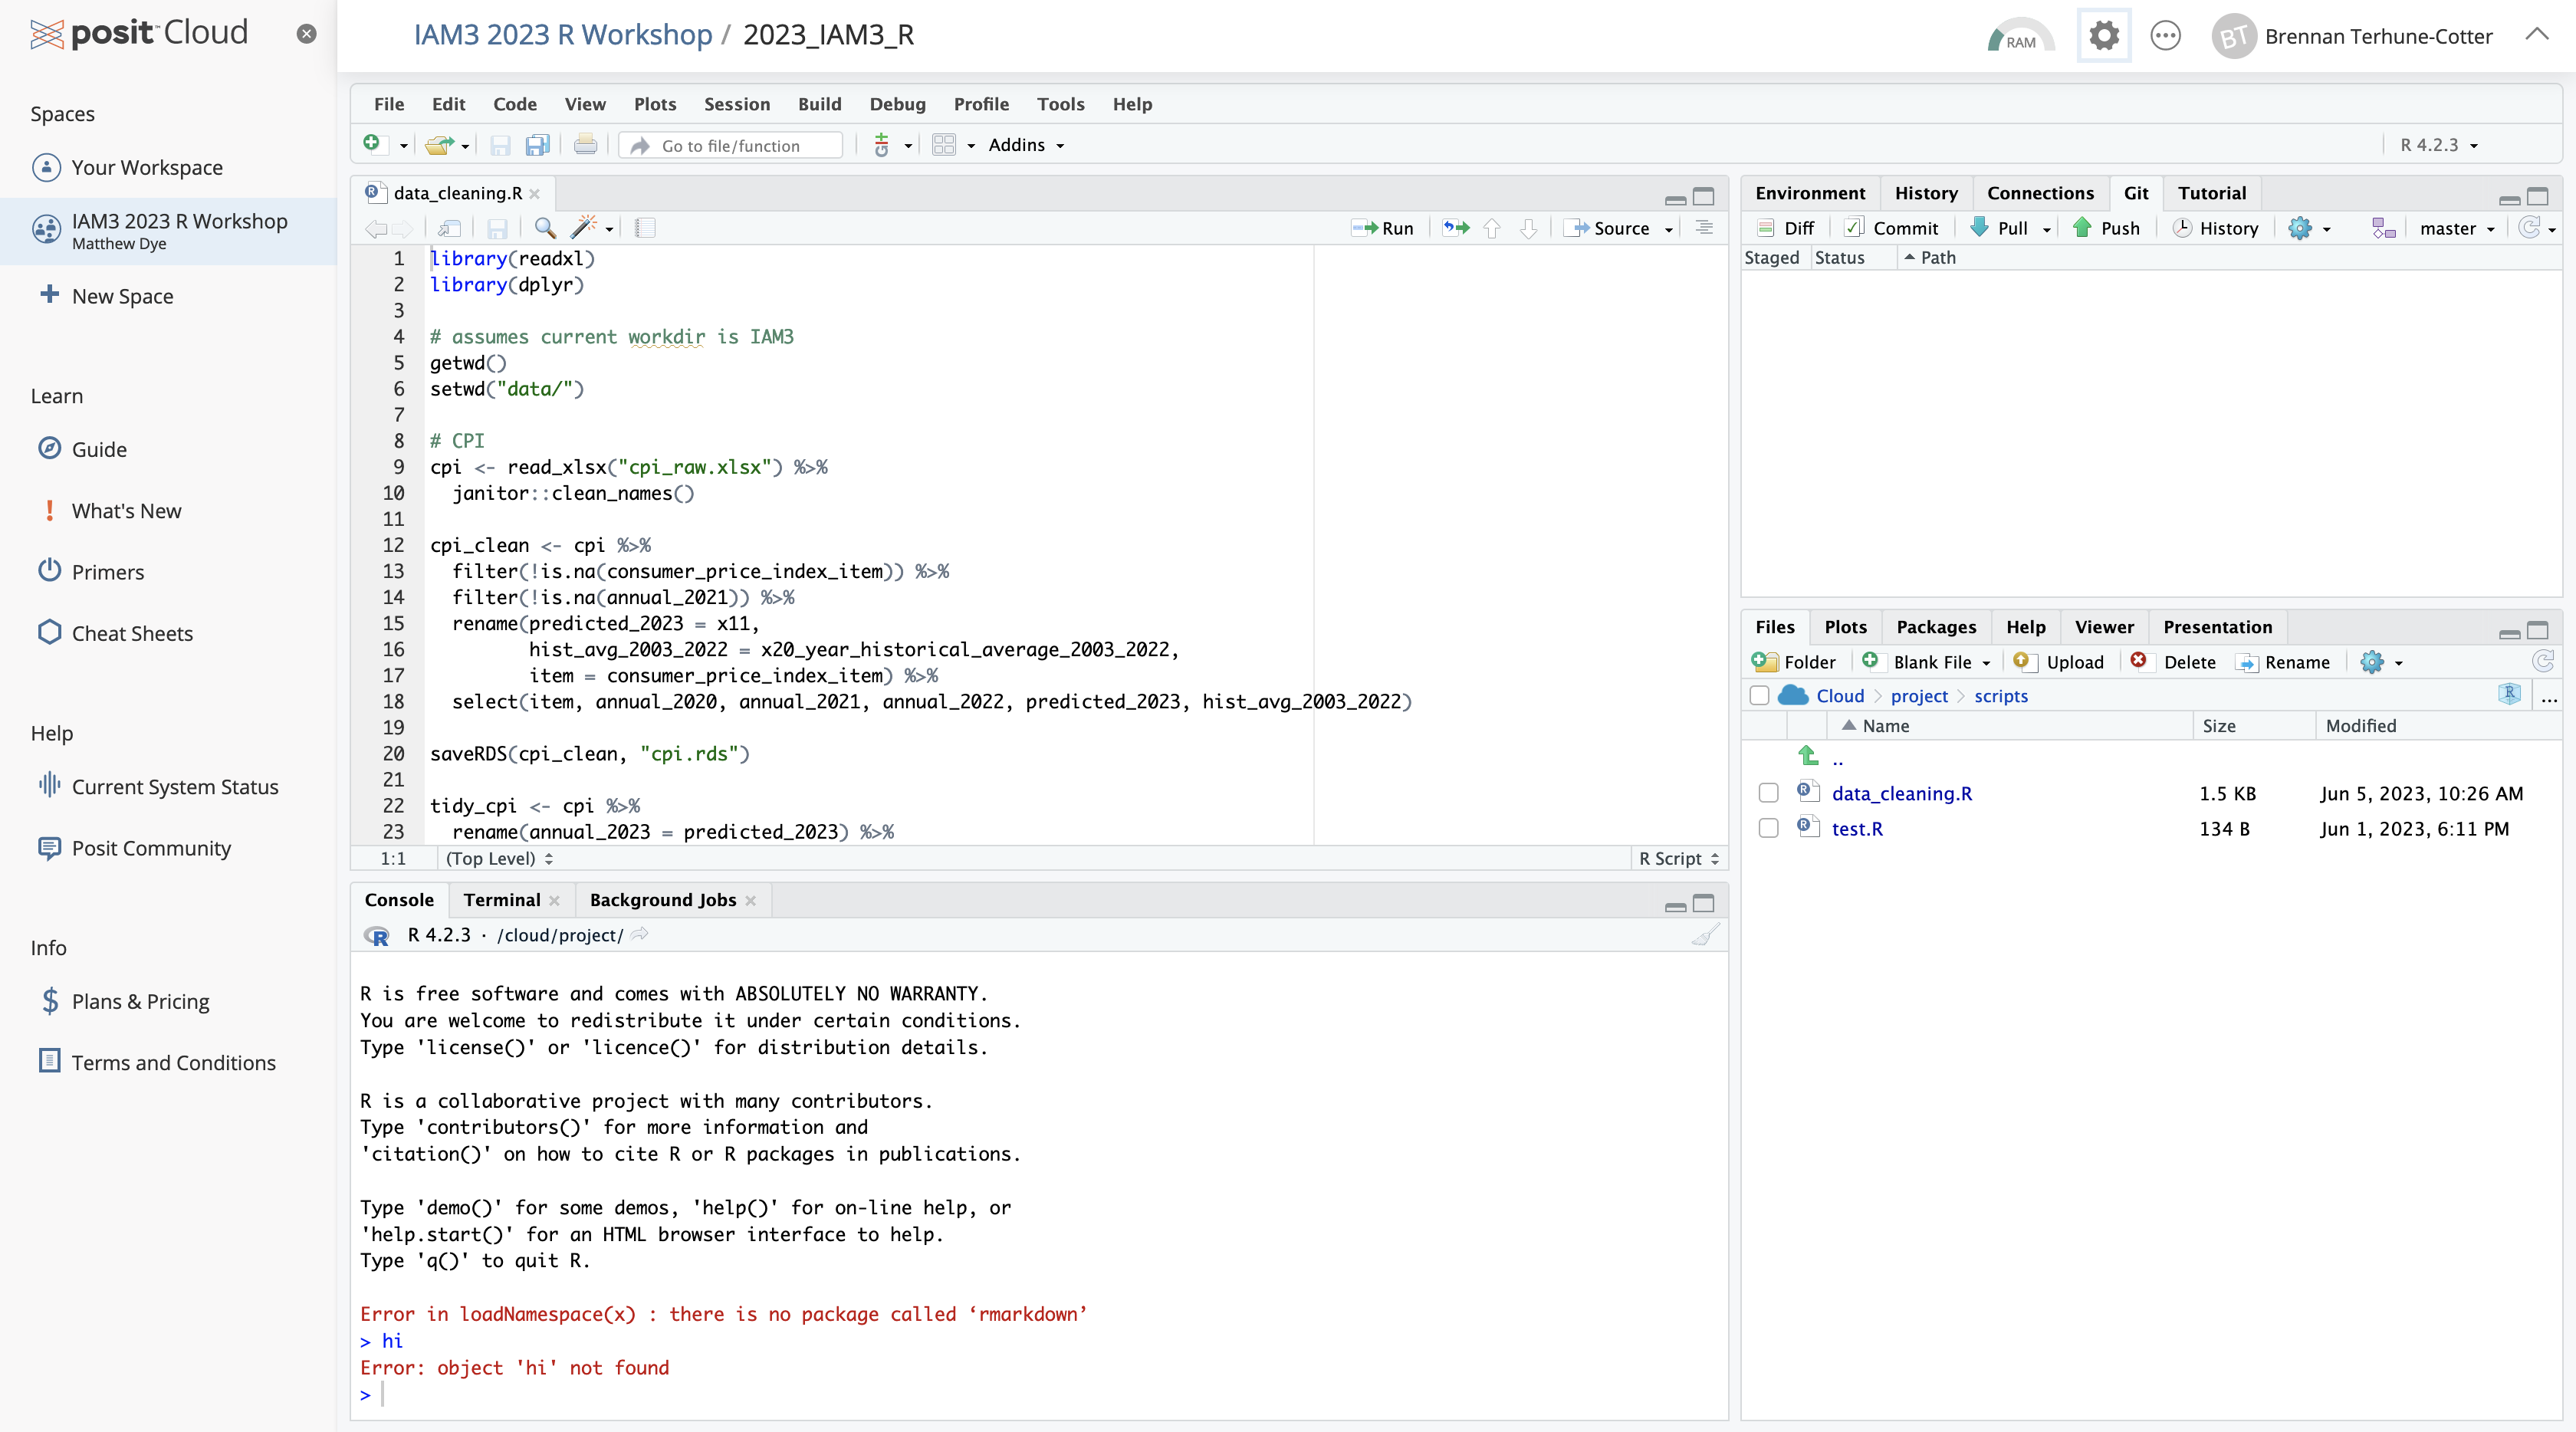 posit Cloud
IAM3 2023 R Workshop / 2023_IAM3_R
RAM
BT
Brennan Terhune-Cotter
Spaces
Your Workspace
IAM3 2023 R Workshop
Matthew Dye
New Space
Learn
Guide
What's New
Primers
Cheat Sheets
Help
Current System Status
Posit Community
Info
Plans & Pricing
Terms and Conditions
File Edit Code View Plots Session Build Debug Profile Tools Help
Go to file/function
Addins
R 4.2.3
data_cleaning.R
Run
Source
1 library(readxl)
2 library(dplyr)
3
4 # assumes current workdir is IAM3
5 getwd()
6 setwd("data/")
7
8 # CPI
9 cpi <- read_xlsx("cpi_raw.xlsx") %>%
10 janitor::clean_names()
11
12 cpi_clean <- cpi %>%
13 filter(!is.na(consumer_price_index_item)) %>%
14 filter(!is.na(annual_2021)) %>%
15 rename(predicted_2023 = x11,
16 hist_avg_2003_2022 = x20_year_historical_average_2003_2022,
17 item = consumer_price_index_item) %>%
18 select(item, annual_2020, annual_2021, annual_2022, predicted_2023, hist_avg_2003_2022)
19
20 saveRDS(cpi_clean, "cpi.rds")
21
22 tidy_cpi <- cpi %>%
23 rename(annual_2023 = predicted_2023) %>%
1:1 (Top Level) R Script
Console Terminal Background Jobs
R 4.2.3 · /cloud/project/
R is free software and comes with ABSOLUTELY NO WARRANTY.
You are welcome to redistribute it under certain conditions.
Type 'license()' or 'licence()' for distribution details.
R is a collaborative project with many contributors.
Type 'contributors()' for more information and
'citation()' on how to cite R or R packages in publications.
Type 'demo()' for some demos, 'help()' for on-line help, or
'help.start()' for an HTML browser interface to help.
Type 'q()' to quit R.
Error in loadNamespace(x) : there is no package called ‘rmarkdown’
> hi
Error: object 'hi' not found
>
Environment History Connections Git Tutorial
Diff Commit Pull Push History master
Staged Status Path
Files Plots Packages Help Viewer Presentation
Folder Blank File Upload Delete Rename
Cloud > project > scripts
...
Name Size Modified
..
data_cleaning.R 1.5 KB Jun 5, 2023, 10:26 AM
test.R 134 B Jun 1, 2023, 6:11 PM